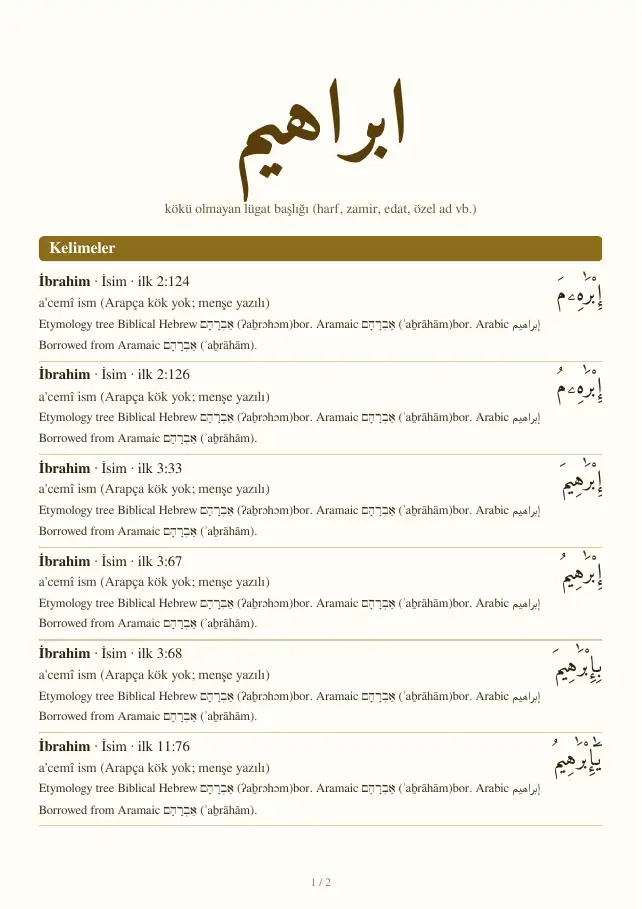 ابراهيم
kökü olmayan lügat başlığı (harf, zamir, edat, özel ad vb.)
Kelimeler
İbrahim · İsim · ilk 2:124 إِبْرَٰهِۦمَ
a'cemî ism (Arapça kök yok; menşe yazılı)
Etymology tree Biblical Hebrew אַבְרָהָם (ʔaḇrɔhɔm)bor. Aramaic אַבְרָהָם (ʾaḇrāhām)bor. Arabic إبراهيم
Borrowed from Aramaic אַבְרָהָם (ʾaḇrāhām).
İbrahim · İsim · ilk 2:126 إِبْرَٰهِۦمُ
a'cemî ism (Arapça kök yok; menşe yazılı)
Etymology tree Biblical Hebrew אַבְרָהָם (ʔaḇrɔhɔm)bor. Aramaic אַבְרָהָם (ʾaḇrāhām)bor. Arabic إبراهيم
Borrowed from Aramaic אַבְרָהָם (ʾaḇrāhām).
İbrahim · İsim · ilk 3:33 إِبْرَٰهِيمَ
a'cemî ism (Arapça kök yok; menşe yazılı)
Etymology tree Biblical Hebrew אַבְרָהָם (ʔaḇrɔhɔm)bor. Aramaic אַבְרָהָם (ʾaḇrāhām)bor. Arabic إبراهيم
Borrowed from Aramaic אַבְרָהָם (ʾaḇrāhām).
İbrahim · İsim · ilk 3:67 إِبْرَٰهِيمُ
a'cemî ism (Arapça kök yok; menşe yazılı)
Etymology tree Biblical Hebrew אַבְרָהָם (ʔaḇrɔhɔm)bor. Aramaic אַבְרָהָם (ʾaḇrāhām)bor. Arabic إبراهيم
Borrowed from Aramaic אַבְרָהָם (ʾaḇrāhām).
İbrahim · İsim · ilk 3:68 بِإِبْرَٰهِيمَ
a'cemî ism (Arapça kök yok; menşe yazılı)
Etymology tree Biblical Hebrew אַבְרָהָם (ʔaḇrɔhɔm)bor. Aramaic אַבְרָהָם (ʾaḇrāhām)bor. Arabic إبراهيم
Borrowed from Aramaic אַבְרָהָם (ʾaḇrāhām).
İbrahim · İsim · ilk 11:76 يَٰٓإِبْرَٰهِيمُ
a'cemî ism (Arapça kök yok; menşe yazılı)
Etymology tree Biblical Hebrew אַבְרָהָם (ʔaḇrɔhɔm)bor. Aramaic אַבְרָהָם (ʾaḇrāhām)bor. Arabic إبراهيم
Borrowed from Aramaic אַבְרָהָם (ʾaḇrāhām).
1 / 2